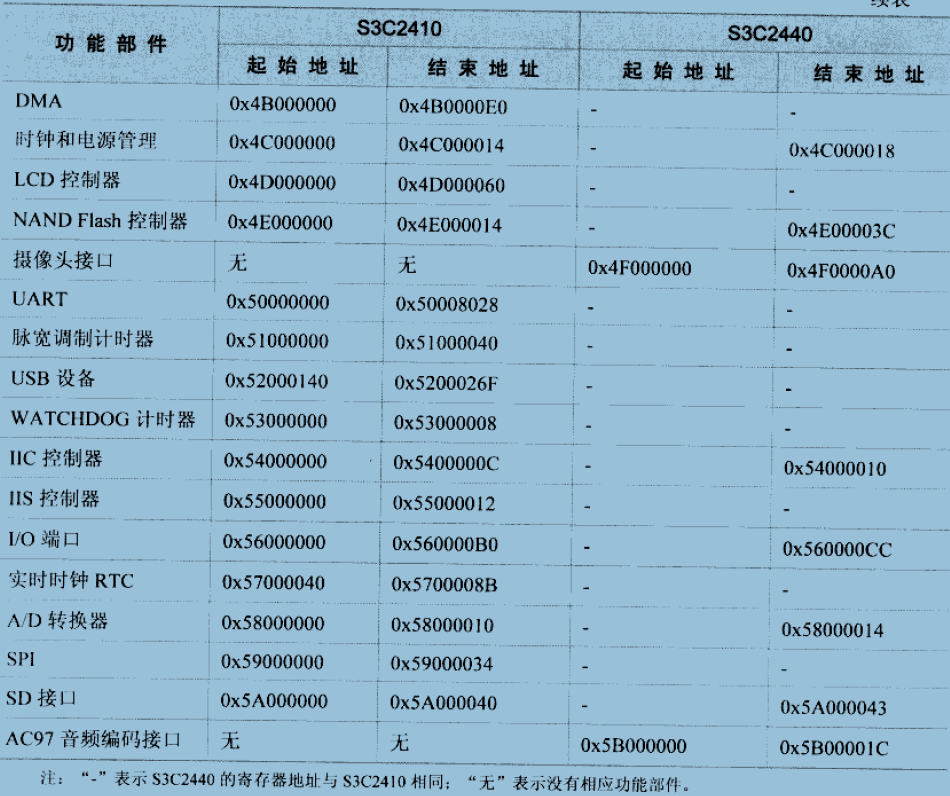 续表
功能部件 S3C2410 S3C2440
起始地址 结束地址 起始地址 结束地址
DMA 0x4B000000 0x4B0000E0 - -
时钟和电源管理 0x4C000000 0x4C000014 - 0x4C000018
LCD 控制器 0x4D000000 0x4D000060 - -
NAND Flash 控制器 0x4E000000 0x4E000014 - 0x4E00003C
摄像头接口 无 无 0x4F000000 0x4F0000A0
UART 0x50000000 0x50008028 - -
脉宽调制计时器 0x51000000 0x51000040 - -
USB 设备 0x52000140 0x5200026F - -
WATCHDOG 计时器 0x53000000 0x53000008 - -
IIC 控制器 0x54000000 0x5400000C - 0x54000010
IIS 控制器 0x55000000 0x55000012 - -
I/O 端口 0x56000000 0x560000B0 - 0x560000CC
实时时钟 RTC 0x57000040 0x5700008B - -
A/D 转换器 0x58000000 0x58000010 - 0x58000014
SPI 0x59000000 0x59000034 - -
SD 接口 0x5A000000 0x5A000040 - 0x5A000043
AC97 音频编码接口 无 无 0x5B000000 0x5B00001C
注：“-”表示 S3C2440 的寄存器地址与 S3C2410 相同；“无”表示没有相应功能部件。